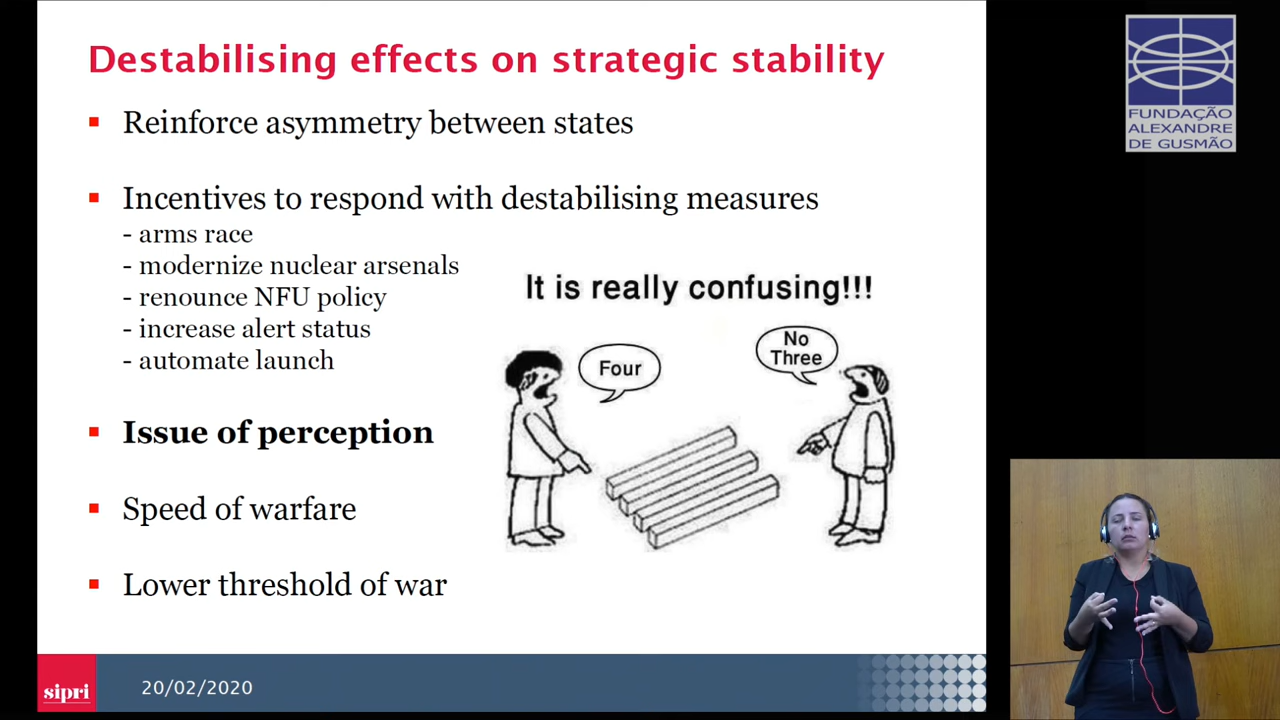 Destabilising effects on strategic stability
▪ Reinforce asymmetry between states
▪ Incentives to respond with destabilising measures
- arms race
- modernize nuclear arsenals
- renounce NFU policy
- increase alert status
- automate launch
It is really confusing!!!
Four
No
Three
▪ Issue of perception
▪ Speed of warfare
▪ Lower threshold of war
sipri
20/02/2020
FUNDAÇÃO
ALEXANDRE
DE GUSMÃO